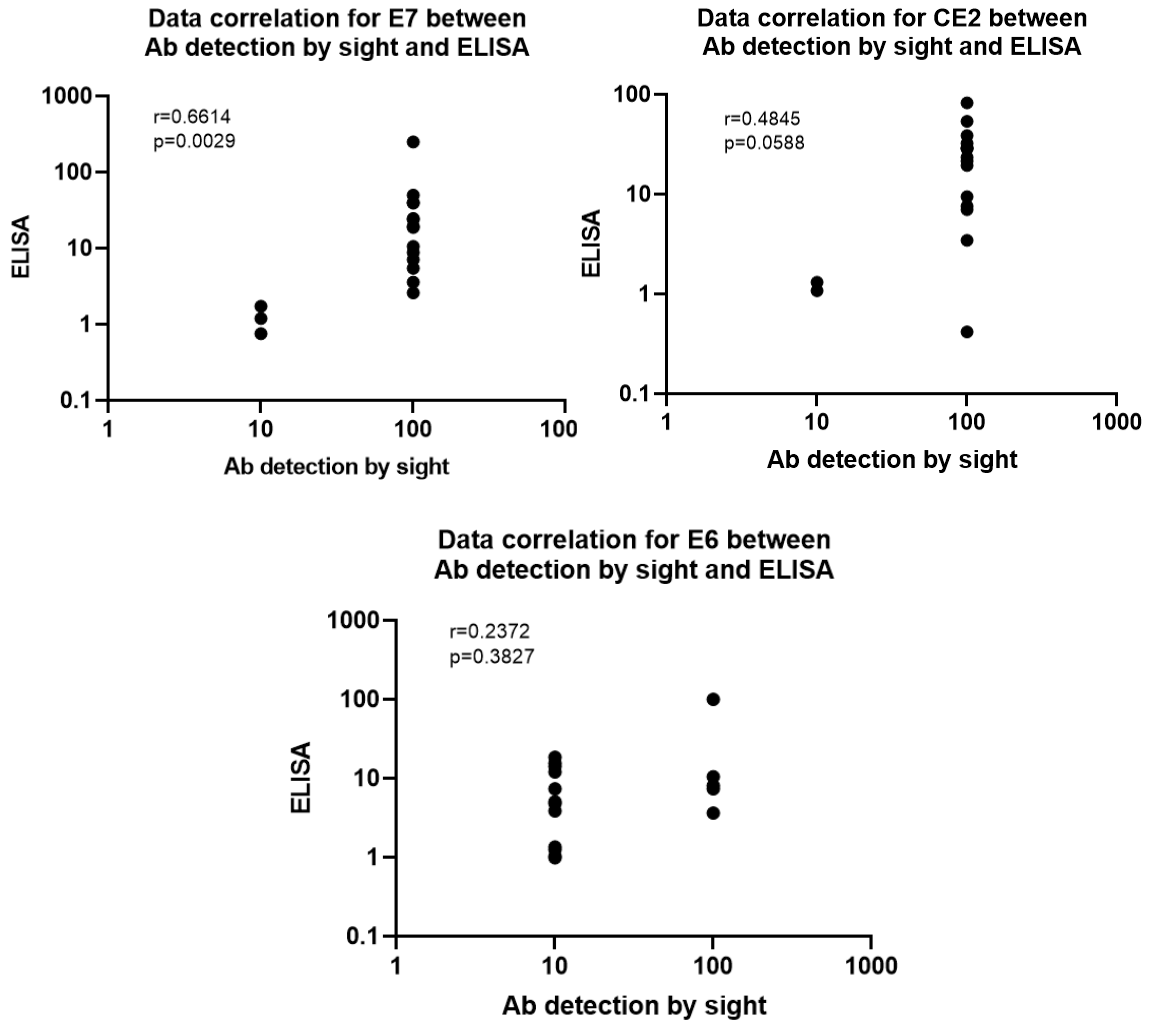 Data correlation for E7 between
Ab detection by sight and ELISA
r=0.6614
p=0.0029
ELISA
1000
100
10
1
0.1
1 10 100 100
Ab detection by sight
Data correlation for CE2 between
Ab detection by sight and ELISA
r=0.4845
p=0.0588
ELISA
100
10
1
0.1
1 10 100 1000
Ab detection by sight
Data correlation for E6 between
Ab detection by sight and ELISA
r=0.2372
p=0.3827
ELISA
1000
100
10
1
0.1
1 10 100 1000
Ab detection by sight